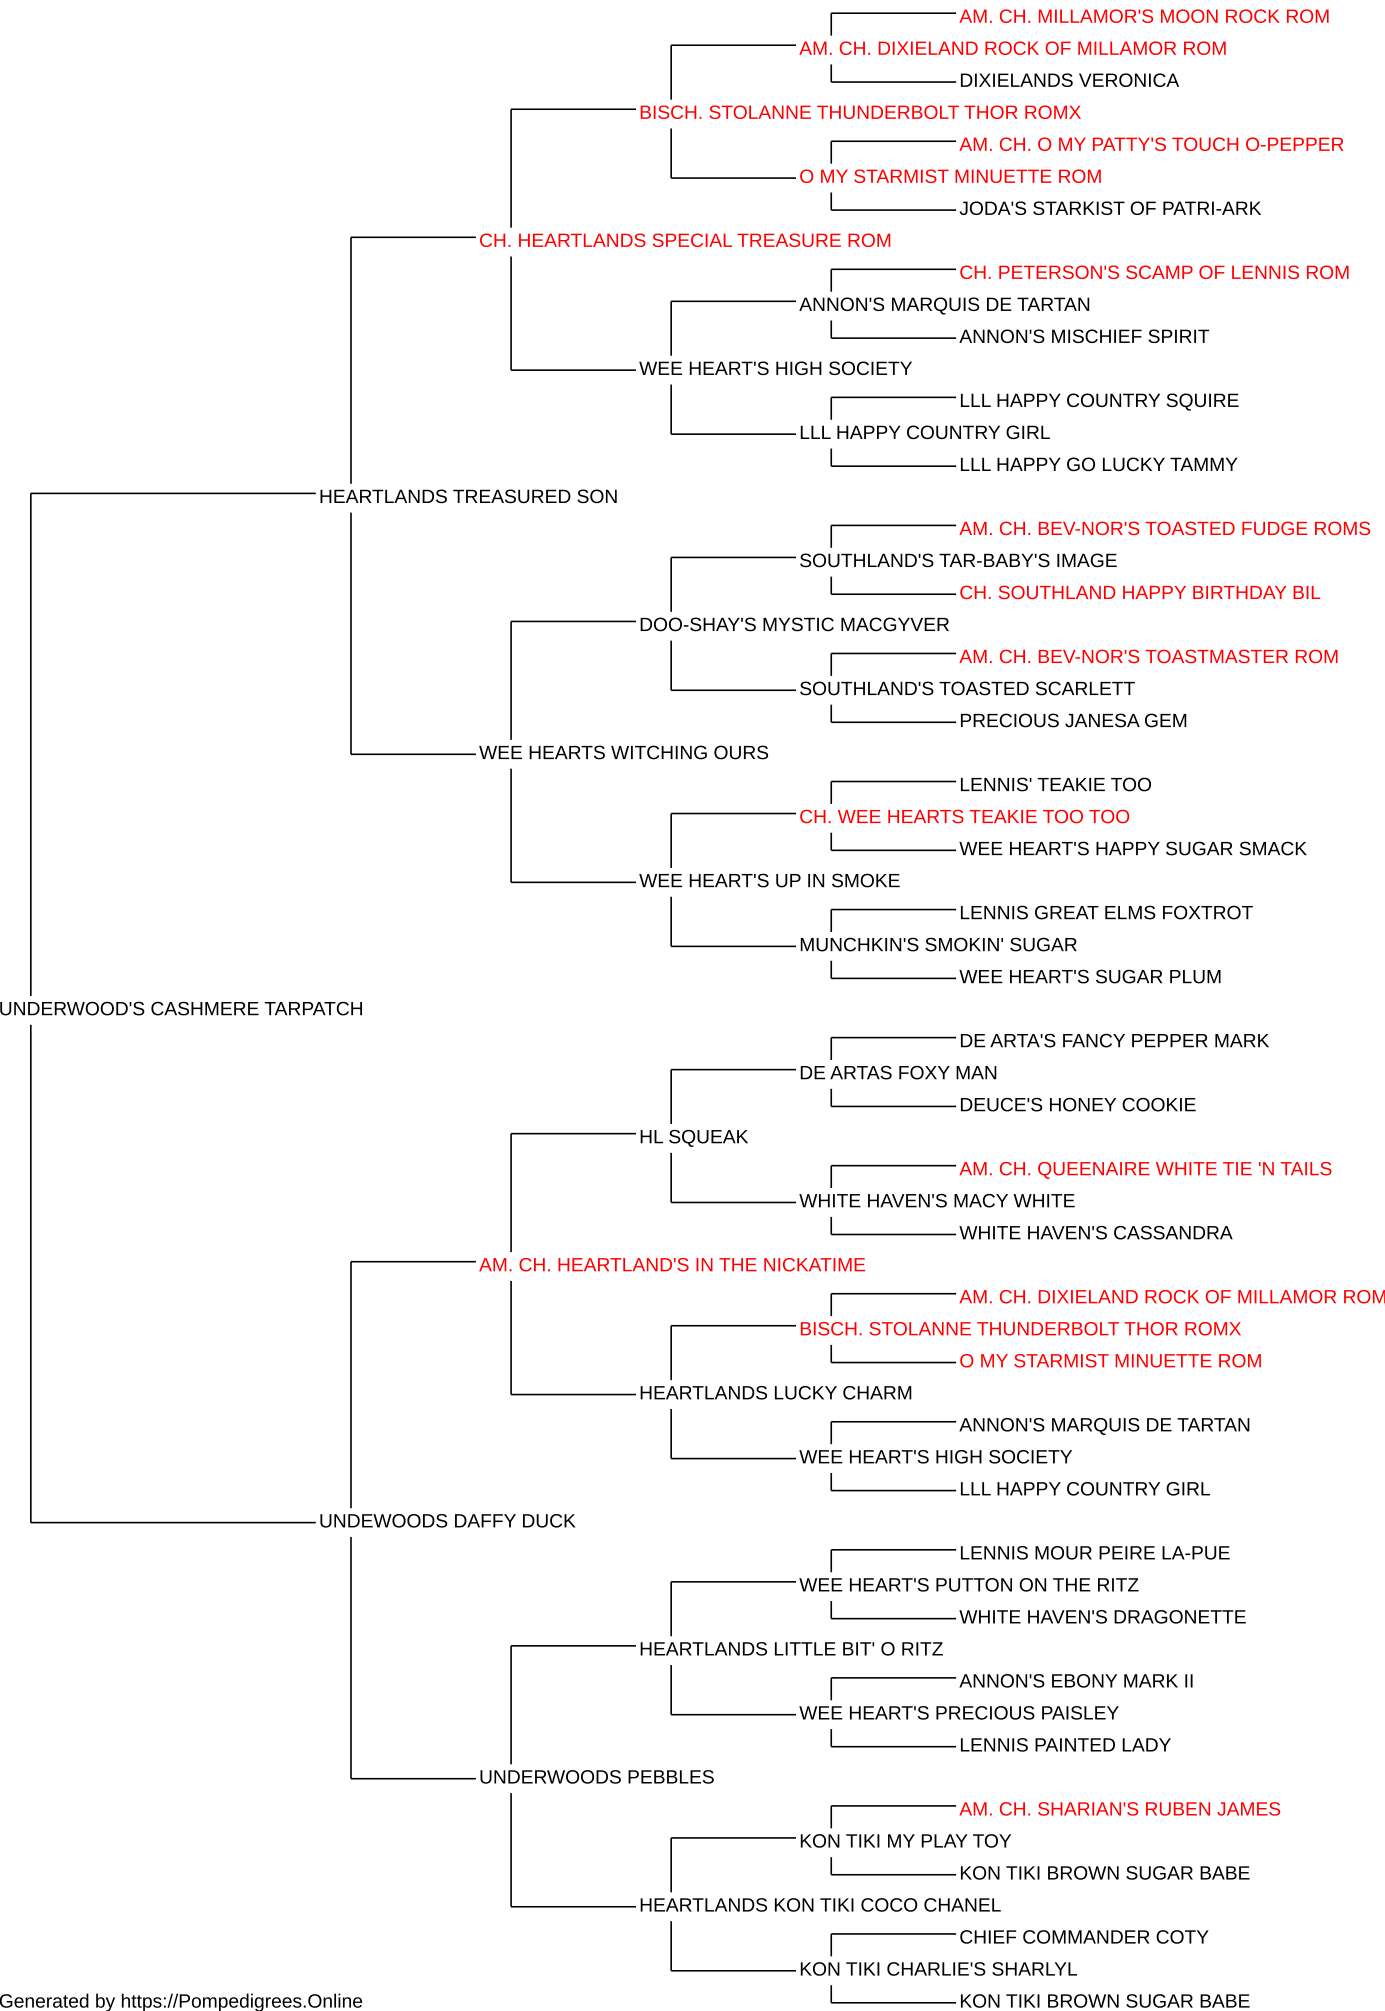 AM. CH. MILLAMOR'S MOON ROCK ROM
AM. CH. DIXIELAND ROCK OF MILLAMOR ROM
DIXIELANDS VERONICA
BISCH. STOLANNE THUNDERBOLT THOR ROMX
AM. CH. O MY PATTY'S TOUCH O-PEPPER
O MY STARMIST MINUETTE ROM
JODA'S STARKIST OF PATRI-ARK
CH. HEARTLANDS SPECIAL TREASURE ROM
CH. PETERSON'S SCAMP OF LENNIS ROM
ANNON'S MARQUIS DE TARTAN
ANNON'S MISCHIEF SPIRIT
WEE HEART'S HIGH SOCIETY
LLL HAPPY COUNTRY SQUIRE
LLL HAPPY COUNTRY GIRL
LLL HAPPY GO LUCKY TAMMY
HEARTLANDS TREASURED SON
AM. CH. BEV-NOR'S TOASTED FUDGE ROMS
SOUTHLAND'S TAR-BABY'S IMAGE
CH. SOUTHLAND HAPPY BIRTHDAY BIL
DOO-SHAY'S MYSTIC MACGYVER
AM. CH. BEV-NOR'S TOASTMASTER ROM
SOUTHLAND'S TOASTED SCARLETT
PRECIOUS JANESA GEM
WEE HEARTS WITCHING OURS
LENNIS' TEAKIE TOO
CH. WEE HEARTS TEAKIE TOO TOO
WEE HEART'S HAPPY SUGAR SMACK
WEE HEART'S UP IN SMOKE
LENNIS GREAT ELMS FOXTROT
MUNCHKIN'S SMOKIN' SUGAR
WEE HEART'S SUGAR PLUM
UNDERWOOD'S CASHMERE TARPATCH
DE ARTA'S FANCY PEPPER MARK
DE ARTAS FOXY MAN
DEUCE'S HONEY COOKIE
HL SQUEAK
AM. CH. QUEENAIRE WHITE TIE 'N TAILS
WHITE HAVEN'S MACY WHITE
WHITE HAVEN'S CASSANDRA
AM. CH. HEARTLAND'S IN THE NICKATIME
AM. CH. DIXIELAND ROCK OF MILLAMOR ROM
BISCH. STOLANNE THUNDERBOLT THOR ROMX
O MY STARMIST MINUETTE ROM
HEARTLANDS LUCKY CHARM
ANNON'S MARQUIS DE TARTAN
WEE HEART'S HIGH SOCIETY
LLL HAPPY COUNTRY GIRL
UNDEWOODS DAFFY DUCK
LENNIS MOUR PEIRE LA-PUE
WEE HEART'S PUTTON ON THE RITZ
WHITE HAVEN'S DRAGONETTE
HEARTLANDS LITTLE BIT' O RITZ
ANNON'S EBONY MARK II
WEE HEART'S PRECIOUS PAISLEY
LENNIS PAINTED LADY
UNDERWOODS PEBBLES
AM. CH. SHARIAN'S RUBEN JAMES
KON TIKI MY PLAY TOY
KON TIKI BROWN SUGAR BABE
HEARTLANDS KON TIKI COCO CHANEL
CHIEF COMMANDER COTY
KON TIKI CHARLIE'S SHARLYL
KON TIKI BROWN SUGAR BABE
Generated by https://Pompedigrees.Online